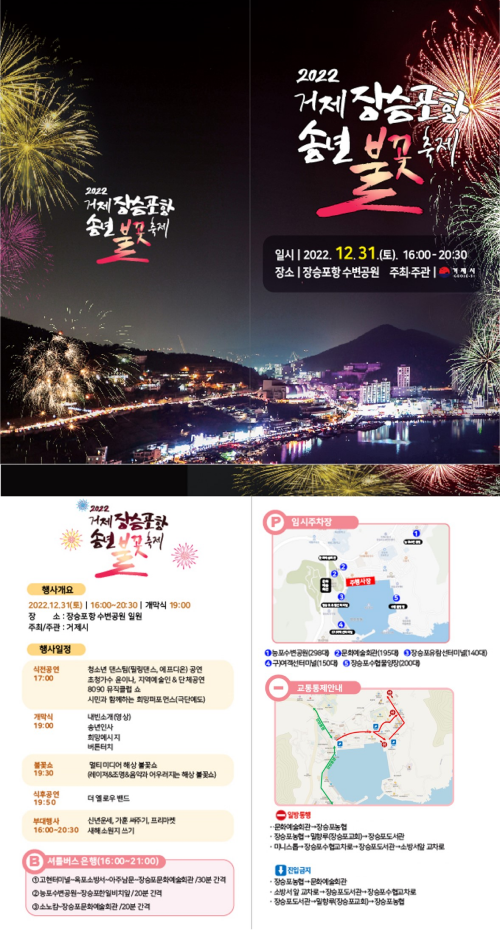 2022
거제 장승포항
송년 불꽃 축제
2022
거제 장승포항
송년 불꽃 축제
일시 | 2022. 12.31.(토). 16:00-20:30
장소 | 장승포항 수변공원 주최·주관 | 거제시
2022
거제 장승포항
송년 불꽃 축제
행사개요
2022.12.31(토) | 16:00~20:30 | 개막식 19:00
장 소 : 장승포항 수변공원 일원
주최/주관 : 거제시
행사일정
식전공연
17:00
청소년 댄스팀(필링댄스, 에프디온) 공연
초청가수 윤이나, 지역예술인 & 단체공연
8090 뮤직클럽 쇼
시민과 함께하는 희망퍼포먼스(극단예도)
개막식
19:00
내빈소개(영상)
송년인사
희망메시지
버튼터치
불꽃쇼
19:30
멀티미디어 해상 불꽃쇼
(레이져&조명&음악과 어우러지는 해상 불꽃쇼)
식후공연
19:50
더 옐로우 밴드
부대행사
16:00~20:30
신년운세, 가훈 써주기, 프리마켓
새해소원지 쓰기
B 셔틀버스 운행(16:00~21:00)
①고현터미널~옥포소방서~아주남문~장승포문화예술회관 /30분 간격
②능포수변공원~장승포한일비치앞 /20분 간격
③소노캄~장승포문화예술회관 /20분 간격
P 임시주차장
주행사장
1 능포수변공원(298대) 2 문화예술회관(195대) 3 장승포유람선터미널(140대)
4 구)여객선터미널(150대) 5 장승포수협물양장(200대)
교통통제안내
일방통행
· 문화예술회관→장승포농협
· 장승포농협→밀항루(장승포교회)→장승포도서관
· 미니스톱→장승포수협교차로→장승포도서관→소방서앞 교차로
진입금지
· 장승포농협→문화예술회관
· 소방서 앞 교차로→장승포도서관→장승포수협교차로
· 장승포도서관→밀항루(장승포교회)→장승포농협